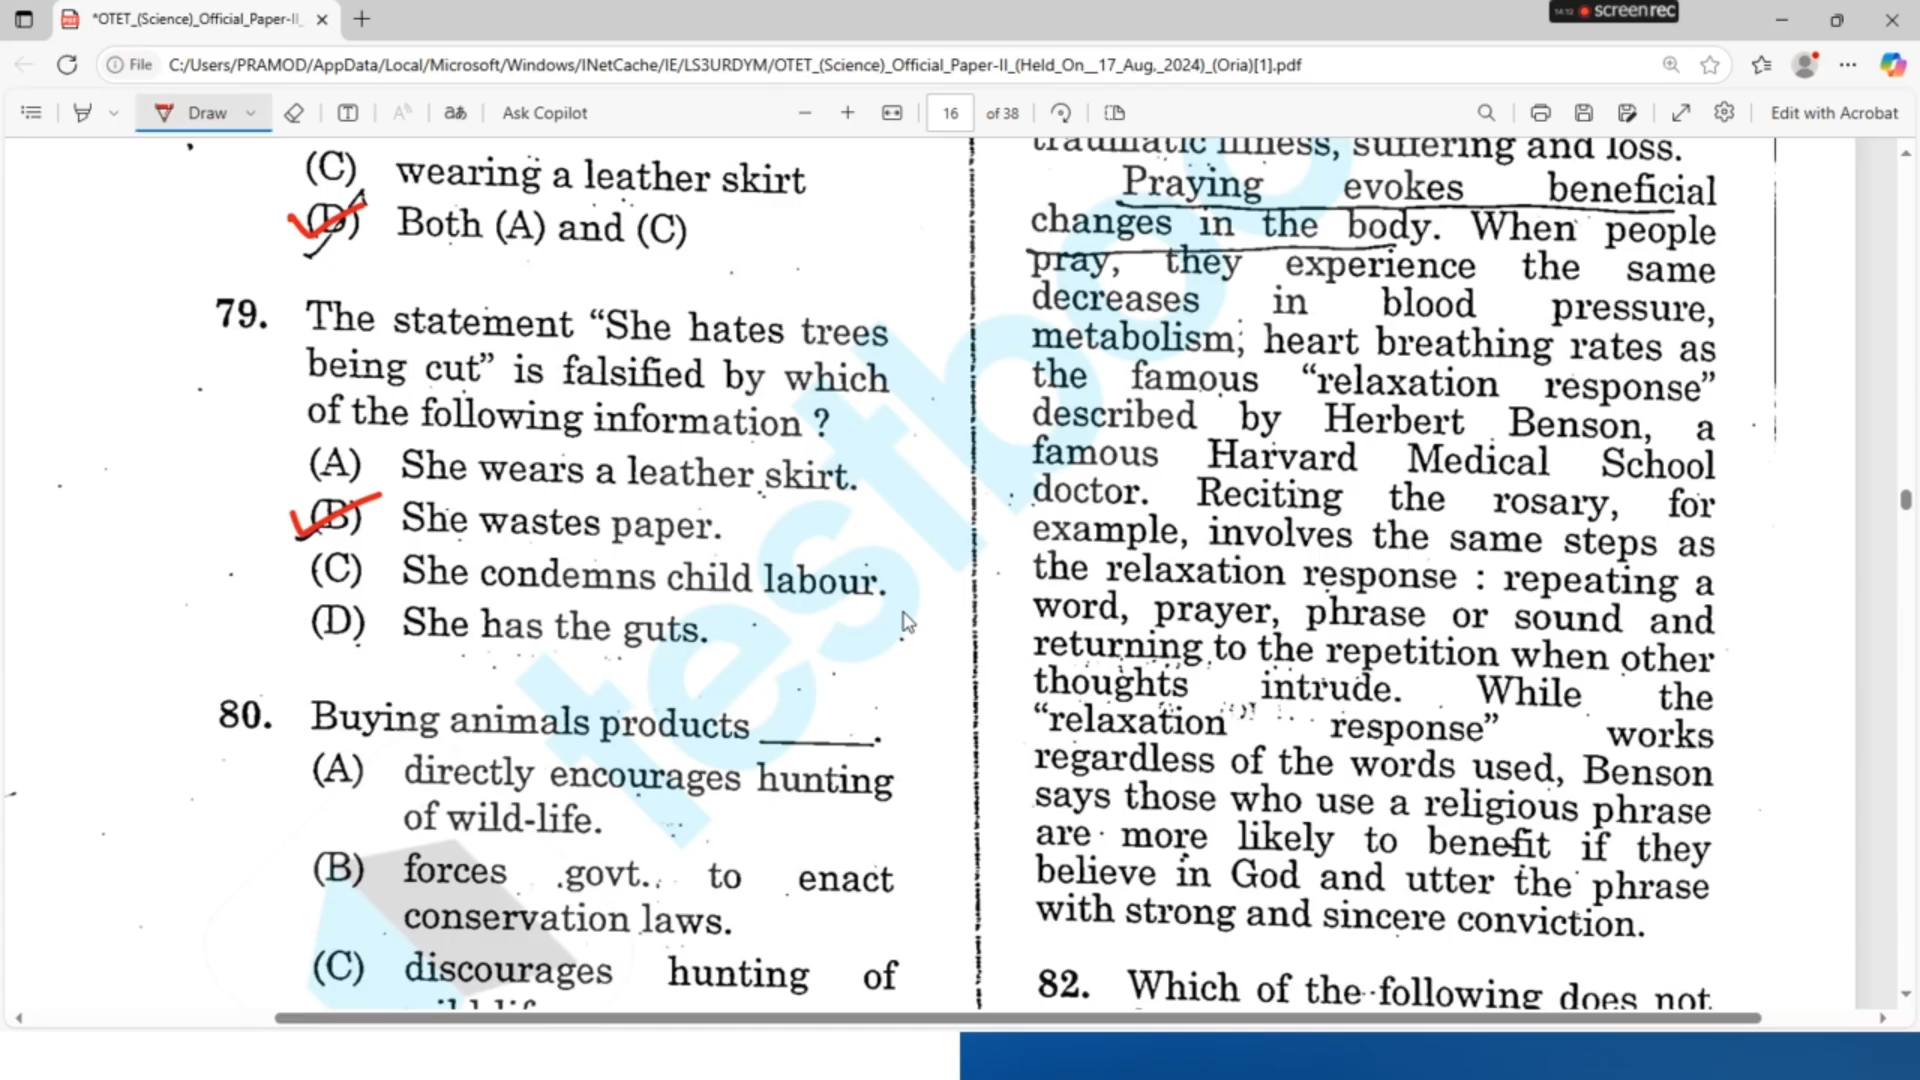 *OTET_(Science)_Official_Paper-II_
14:12 screenrec
File C:/Users/PRAMOD/AppData/Local/Microsoft/Windows/INetCache/IE/LS3URDYM/OTET_(Science)_Official_Paper-II_(Held_On__17_Aug,_2024)_(Oria)[1].pdf
Draw
Ask Copilot
16 of 38
Edit with Acrobat
(C) wearing a leather skirt
(D) Both (A) and (C)
79. The statement “She hates trees
being cut” is falsified by which
of the following information ?
(A) She wears a leather skirt.
(B) She wastes paper.
(C) She condemns child labour.
(D) She has the guts.
80. Buying animals products _____.
(A) directly encourages hunting
of wild-life.
(B) forces govt. to enact
conservation laws.
(C) discourages hunting of
traumatic illness, suffering and loss.
Praying evokes beneficial
changes in the body. When people
pray, they experience the same
decreases in blood pressure,
metabolism; heart breathing rates as
the famous “relaxation response”
described by Herbert Benson, a
famous Harvard Medical School
doctor. Reciting the rosary, for
example, involves the same steps as
the relaxation response : repeating a
word, prayer, phrase or sound and
returning to the repetition when other
thoughts intrude. While the
“relaxation response” works
regardless of the words used, Benson
says those who use a religious phrase
are more likely to benefit if they
believe in God and utter the phrase
with strong and sincere conviction.
82. Which of the following does not